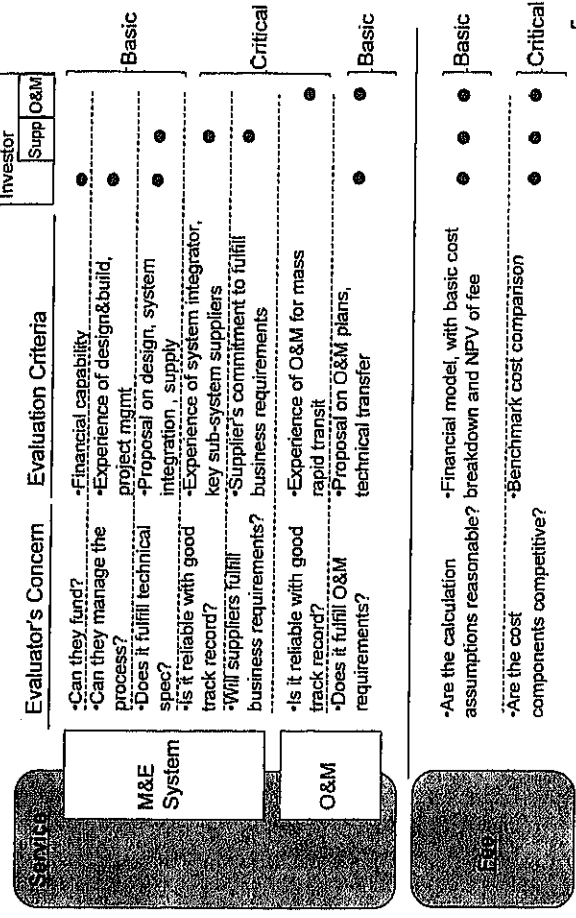 Investor
Supp O&M
Evaluator's Concern
Evaluation Criteria
Service
M&E
System
•Can they fund?
•Financial capability
•Can they manage the
process?
•Experience of design&build,
project mgmt
•Does it fulfill technical
spec?
•Proposal on design, system
integration , supply
Basic
•Is it reliable with good
track record?
•Experience of system integrator,
key sub-system suppliers
•Will suppliers fulfill
business requirements?
•Supplier's commitment to fulfill
business requirements
Critical
O&M
•Is it reliable with good
track record?
•Experience of O&M for mass
rapid transit
•Does it fulfill O&M
requirements?
•Proposal on O&M plans,
technical transfer
Basic
Fee
•Are the calculation
assumptions reasonable?
•Financial model, with basic cost
breakdown and NPV of fee
Basic
•Are the cost
components competitive?
•Benchmark cost comparison
Critical